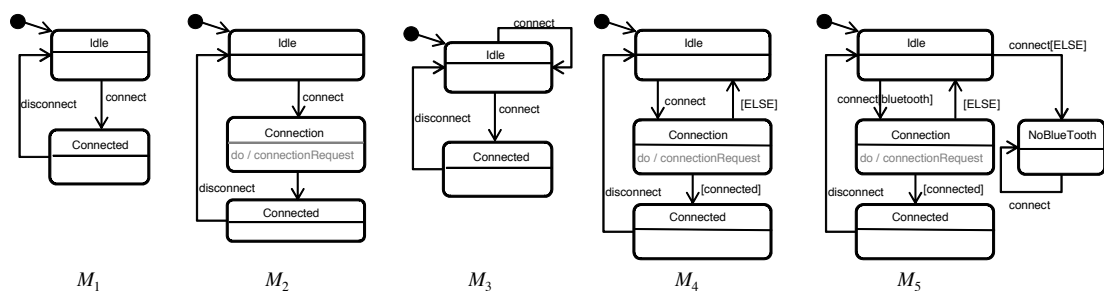 Idle
disconnect
connect
Connected
M1
Idle
connect
Connection
do / connectionRequest
disconnect
Connected
M2
connect
Idle
connect
disconnect
Connected
M3
Idle
connect
[ELSE]
Connection
do / connectionRequest
disconnect
[connected]
Connected
M4
Idle
connect[ELSE]
connect[bluetooth]
[ELSE]
Connection
NoBlueTooth
do / connectionRequest
disconnect
[connected]
connect
Connected
M5